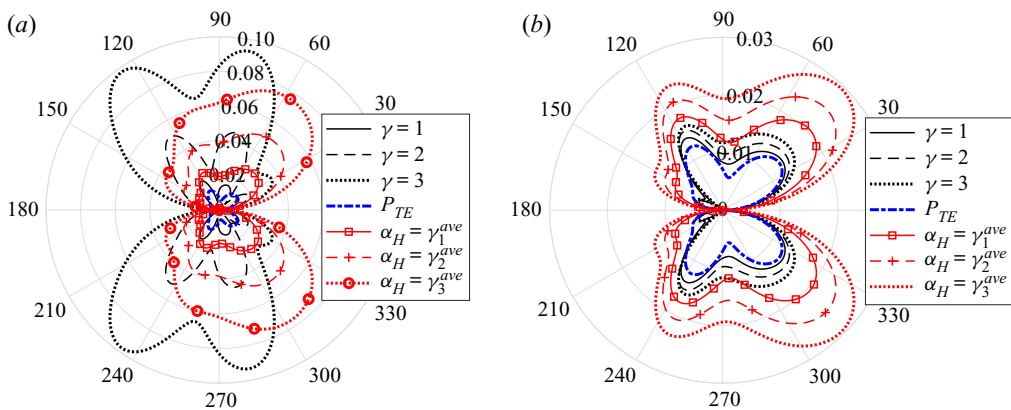 (a)
90
0.10
120
60
0.08
150
0.06
30
0.04
0.02
180
0
210
330
240
300
270
γ = 1
γ = 2
γ = 3
P_TE
α_H = γ_1^ave
α_H = γ_2^ave
α_H = γ_3^ave
(b)
90
0.03
120
60
0.02
150
30
0.01
180
0
210
330
240
300
270
γ = 1
γ = 2
γ = 3
P_TE
α_H = γ_1^ave
α_H = γ_2^ave
α_H = γ_3^ave